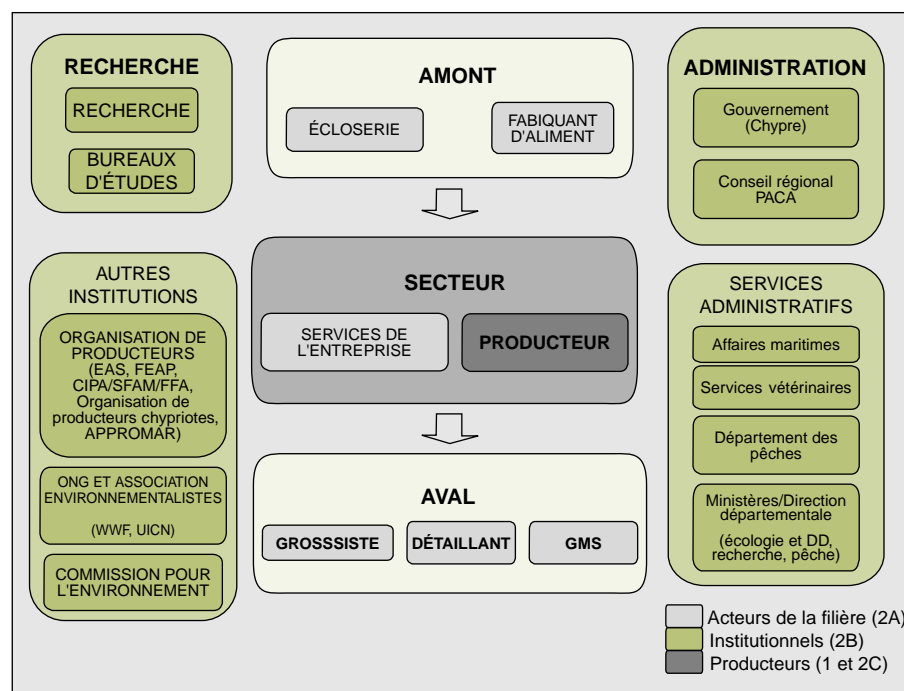 RECHERCHE
RECHERCHE
BUREAUX
D'ÉTUDES
AMONT
ÉCLOSERIE
FABIQUANT
D'ALIMENT
ADMINISTRATION
Gouvernement
(Chypre)
Conseil régional
PACA
AUTRES
INSTITUTIONS
ORGANISATION DE
PRODUCTEURS
(EAS, FEAP,
CIPA/SFAM/FFA,
Organisation de
producteurs chypriotes,
APPROMAR)
ONG ET ASSOCIATION
ENVIRONNEMENTALISTES
(WWF, UICN)
COMMISSION POUR
L'ENVIRONNEMENT
SECTEUR
SERVICES DE
L'ENTREPRISE
PRODUCTEUR
AVAL
GROSSSISTE
DÉTAILLANT
GMS
SERVICES
ADMINISTRATIFS
Affaires maritimes
Services vétérinaires
Département des
pêches
Ministères/Direction
départementale
(écologie et DD,
recherche, pêche)
Acteurs de la filière (2A)
Institutionnels (2B)
Producteurs (1 et 2C)